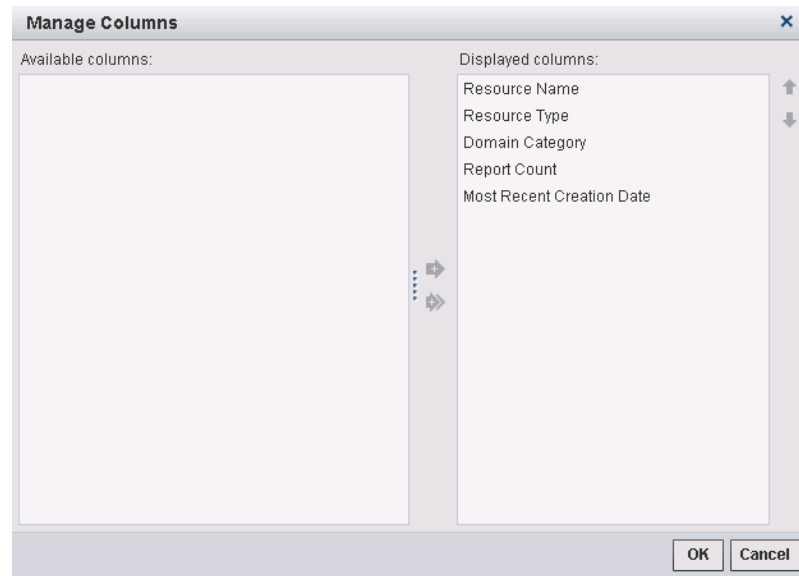 Manage Columns
Available columns:
Displayed columns:
Resource Name
Resource Type
Domain Category
Report Count
Most Recent Creation Date
OK
Cancel